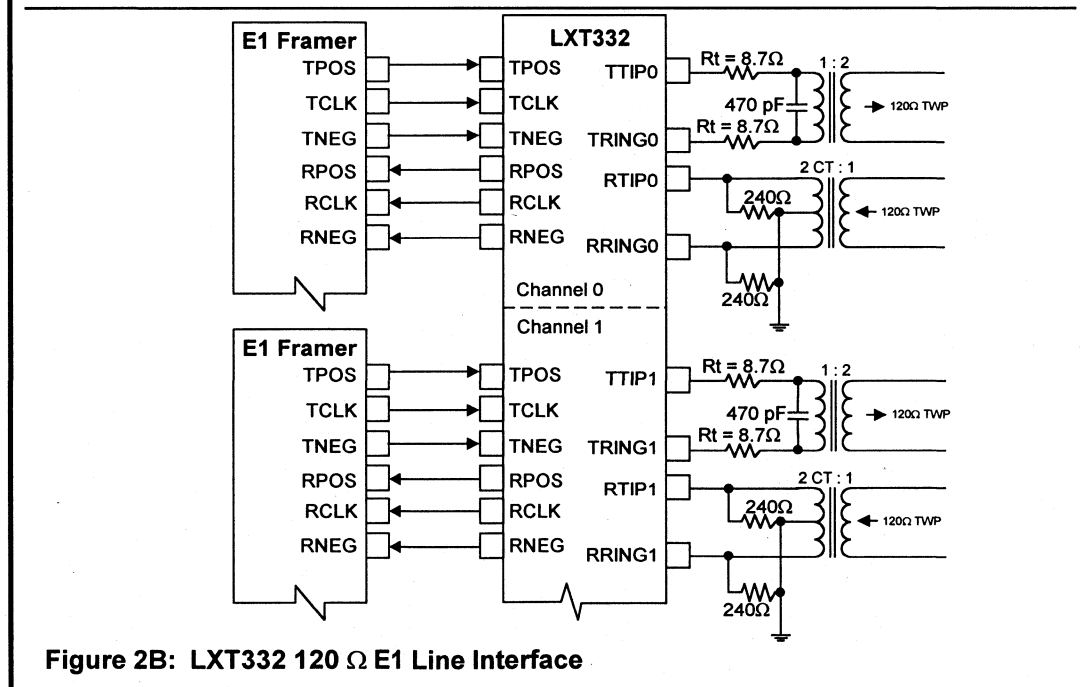 E1 Framer
TPOS
TCLK
TNEG
RPOS
RCLK
RNEG
LXT332
TPOS
TCLK
TNEG
RPOS
RCLK
RNEG
TTIP0
TRING0
RTIP0
RRING0
Channel 0
Rt = 8.7Ω
470 pF
Rt = 8.7Ω
1 : 2
120Ω TWP
2 CT : 1
240Ω
120Ω TWP
240Ω
Channel 1
E1 Framer
TPOS
TCLK
TNEG
RPOS
RCLK
RNEG
TPOS
TCLK
TNEG
RPOS
RCLK
RNEG
TTIP1
TRING1
RTIP1
RRING1
Rt = 8.7Ω
470 pF
Rt = 8.7Ω
1 : 2
120Ω TWP
2 CT : 1
240Ω
120Ω TWP
240Ω
Figure 2B: LXT332 120 Ω E1 Line Interface